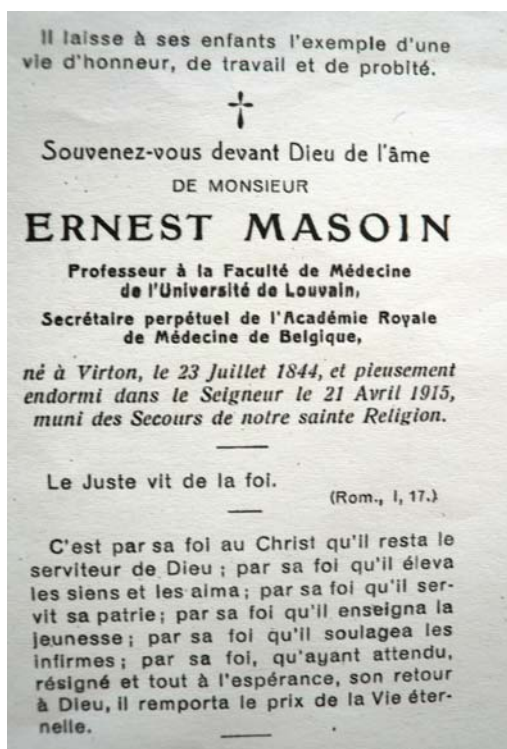 Il laisse à ses enfants l'exemple d'une
vie d'honneur, de travail et de probité.
Souvenez-vous devant Dieu de l'âme
DE MONSIEUR
ERNEST MASOIN
Professeur à la Faculté de Médecine
de l'Université de Louvain,
Secrétaire perpétuel de l'Académie Royale
de Médecine de Belgique,
né à Virton, le 23 Juillet 1844, et pieusement
endormi dans le Seigneur le 21 Avril 1915,
muni des Secours de notre sainte Religion.
Le Juste vit de la foi.
(Rom., I, 17.)
C'est par sa foi au Christ qu'il resta le
serviteur de Dieu ; par sa foi qu'il éleva
les siens et les aima ; par sa foi qu'il ser-
vit sa patrie ; par sa foi qu'il enseigna la
jeunesse ; par sa foi qu'il soulagea les
infirmes ; par sa foi, qu'ayant attendu,
résigné et tout à l'espérance, son retour
à Dieu, il remporta le prix de la Vie éter-
nelle.